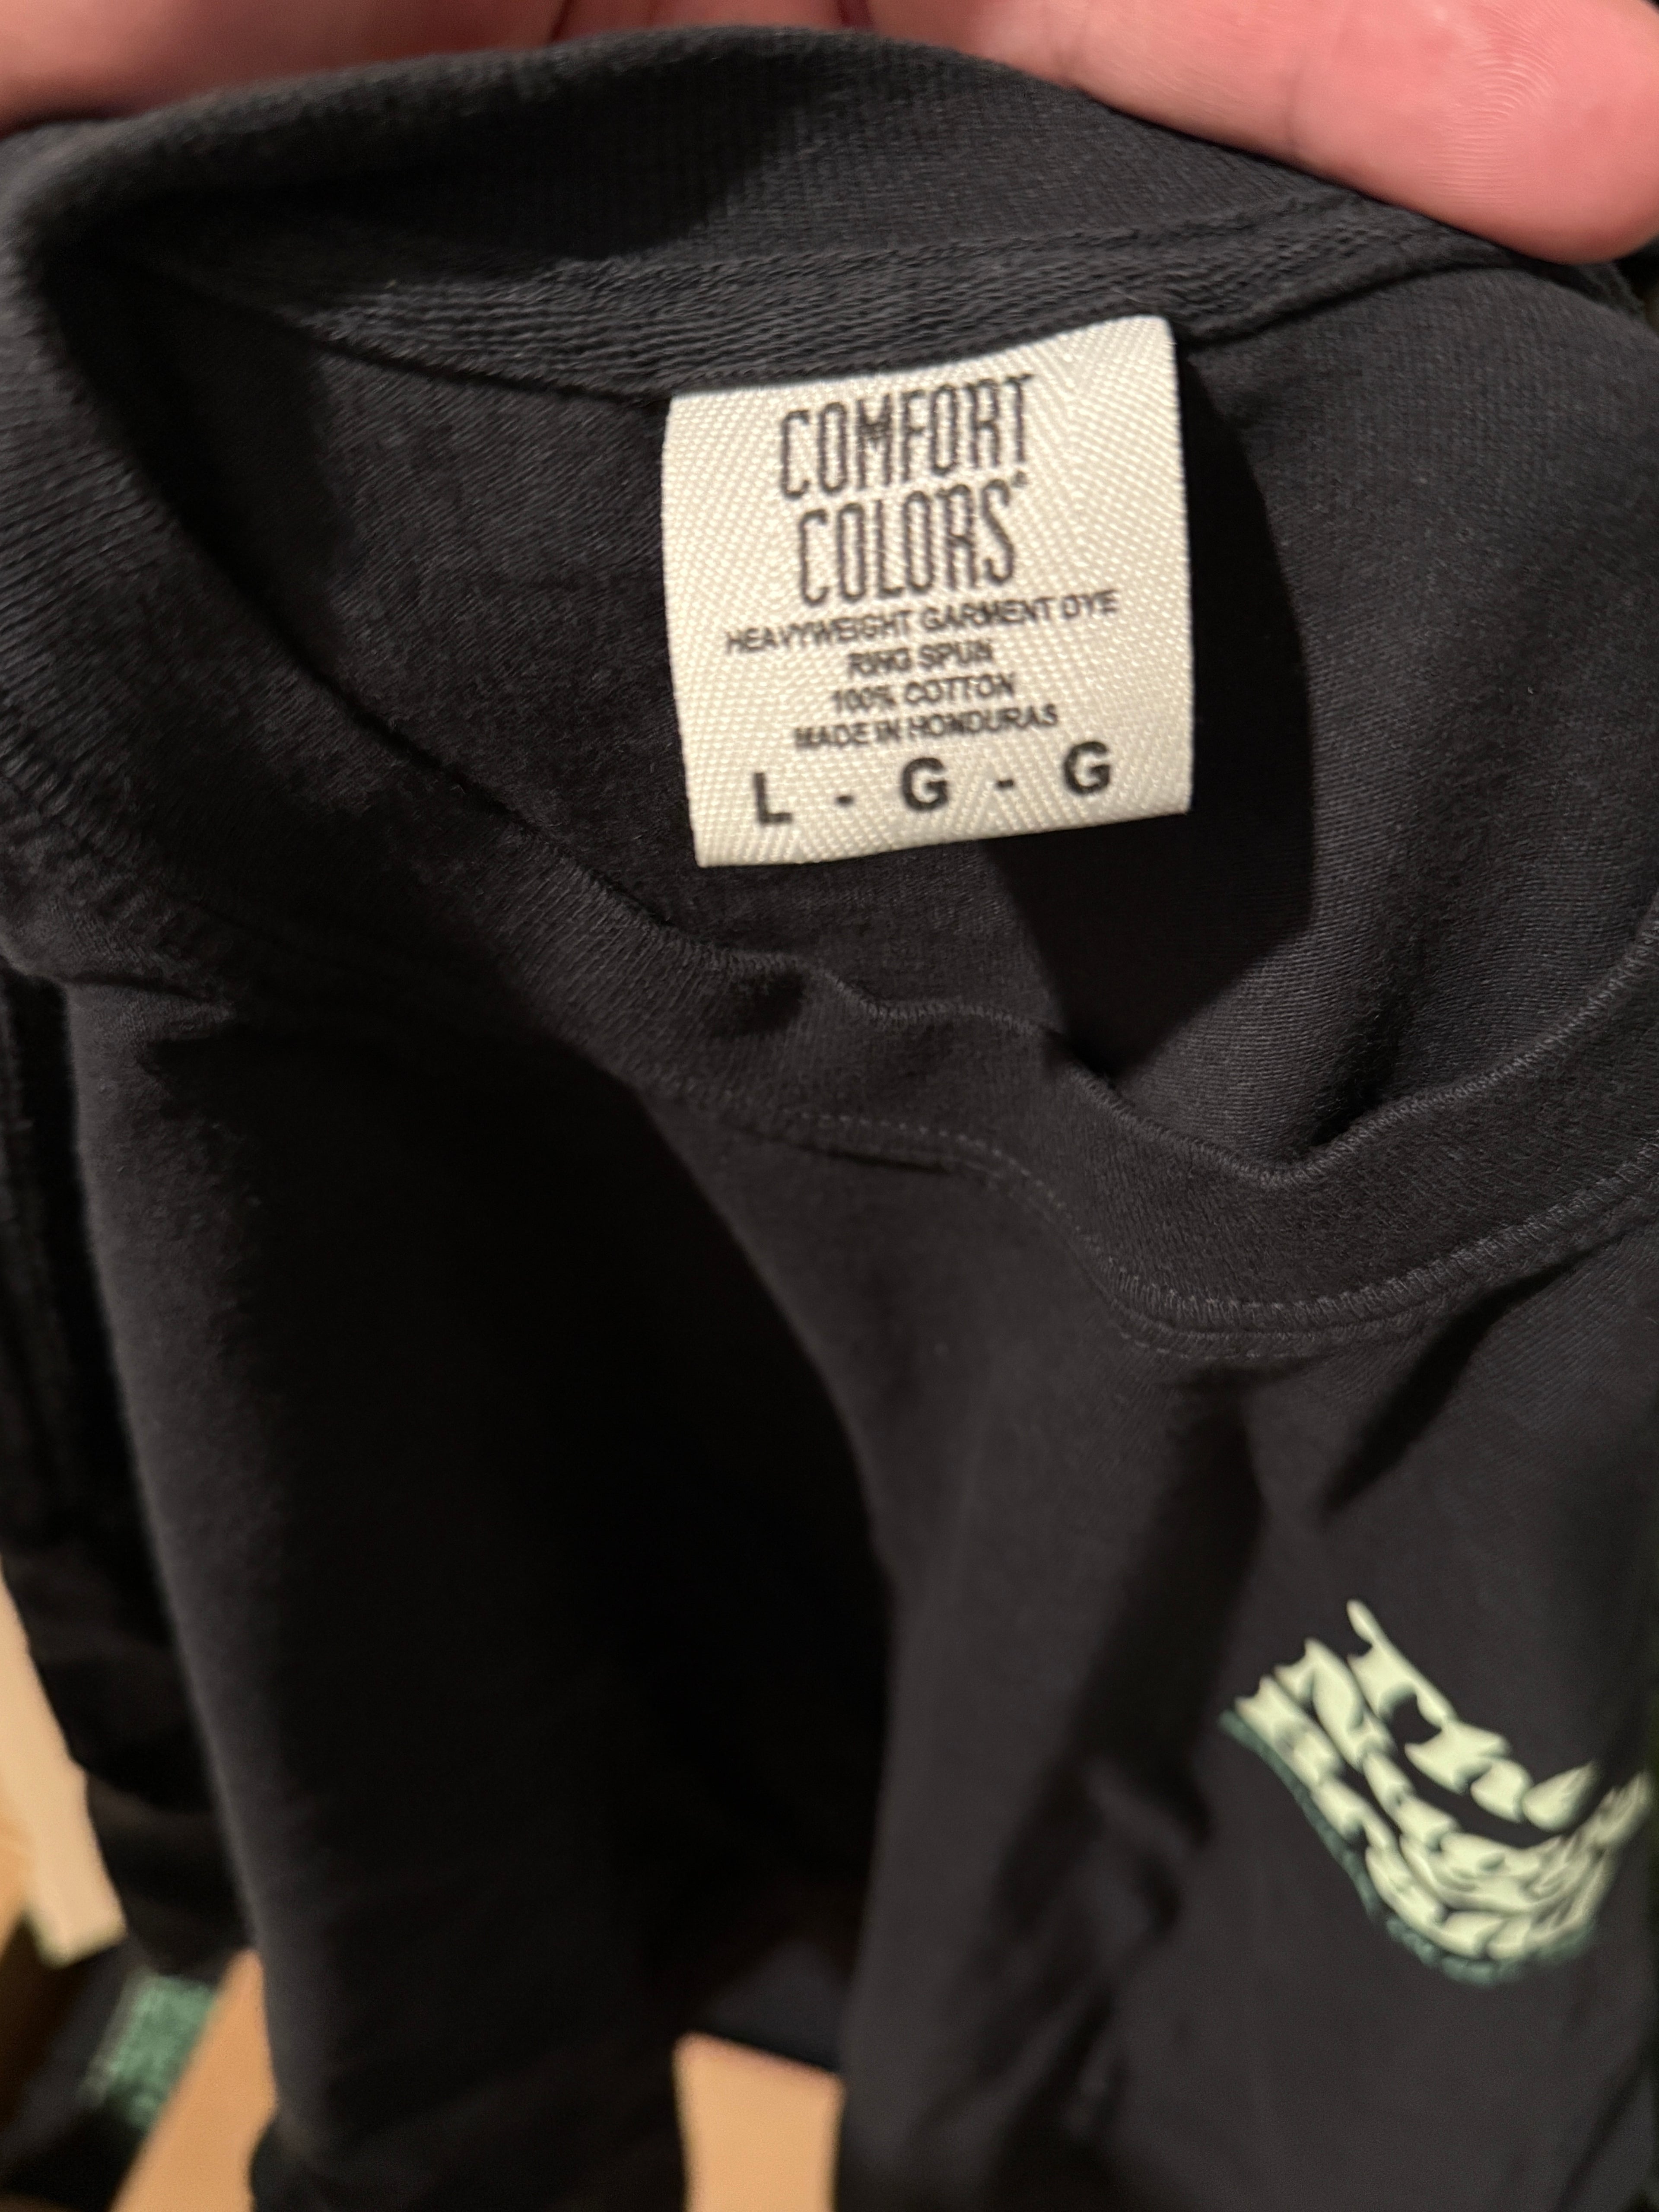 COMFORT
COLORS®
HEAVYWEIGHT GARMENT DYE
RING SPUN
100% COTTON
MADE IN HONDURAS
L - G - G